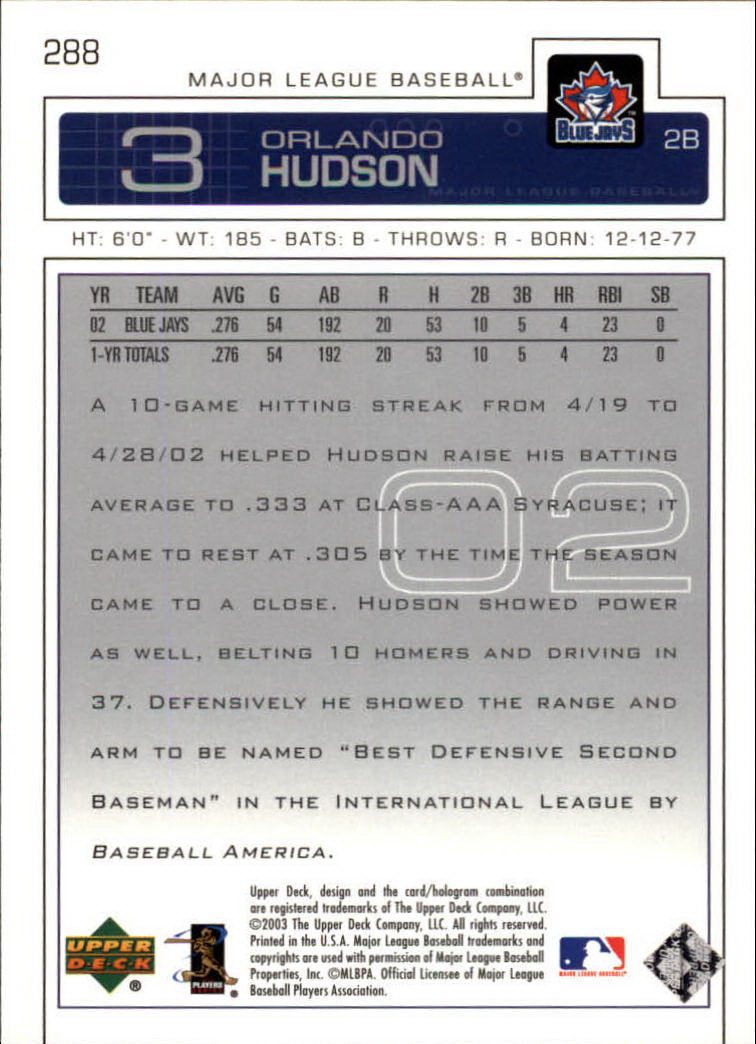 288
MAJOR LEAGUE BASEBALL®
BLUE JAYS
3 ORLANDO HUDSON 2B
MAJOR LEAGUE BASEBALL
HT: 6'0" - WT: 185 - BATS: B - THROWS: R - BORN: 12-12-77
YR TEAM AVG G AB R H 2B 3B HR RBI SB
02 BLUE JAYS .276 54 192 20 53 10 5 4 23 0
1-YR TOTALS .276 54 192 20 53 10 5 4 23 0
02
A 10-GAME HITTING STREAK FROM 4/19 TO
4/28/02 HELPED HUDSON RAISE HIS BATTING
AVERAGE TO .333 AT CLASS-AAA SYRACUSE; IT
CAME TO REST AT .305 BY THE TIME THE SEASON
CAME TO A CLOSE. HUDSON SHOWED POWER
AS WELL, BELTING 10 HOMERS AND DRIVING IN
37. DEFENSIVELY HE SHOWED THE RANGE AND
ARM TO BE NAMED “BEST DEFENSIVE SECOND
BASEMAN” IN THE INTERNATIONAL LEAGUE BY
BASEBALL AMERICA.
UPPER
DECK
®
PLAYERS
CHOICE
®
Upper Deck, design and the card/hologram combination
are registered trademarks of The Upper Deck Company, LLC.
©2003 The Upper Deck Company, LLC. All rights reserved.
Printed in the U.S.A. Major League Baseball trademarks and
copyrights are used with permission of Major League Baseball
Properties, Inc. ©MLBPA. Official Licensee of Major League
Baseball Players Association.
MAJOR LEAGUE BASEBALL®